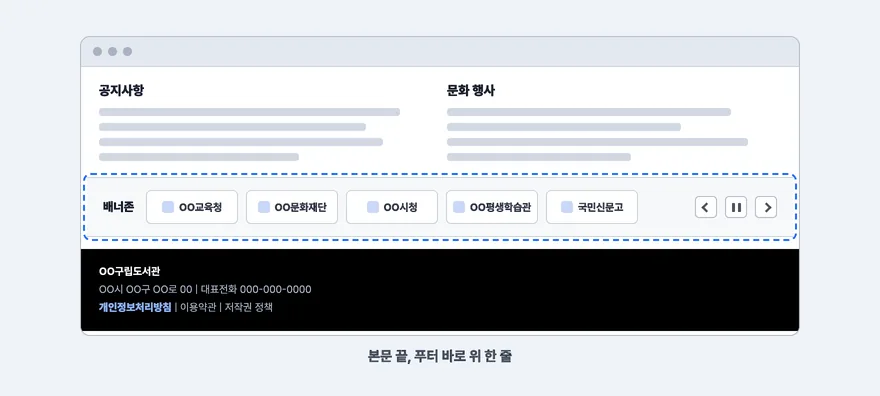 공지사항
문화 행사
배너존
OO교육청
OO문화재단
OO시청
OO평생학습관
국민신문고
OO구립도서관
OO시 OO구 OO로 00 | 대표전화 000-000-0000
개인정보처리방침 | 이용약관 | 저작권 정책
본문 끝, 푸터 바로 위 한 줄